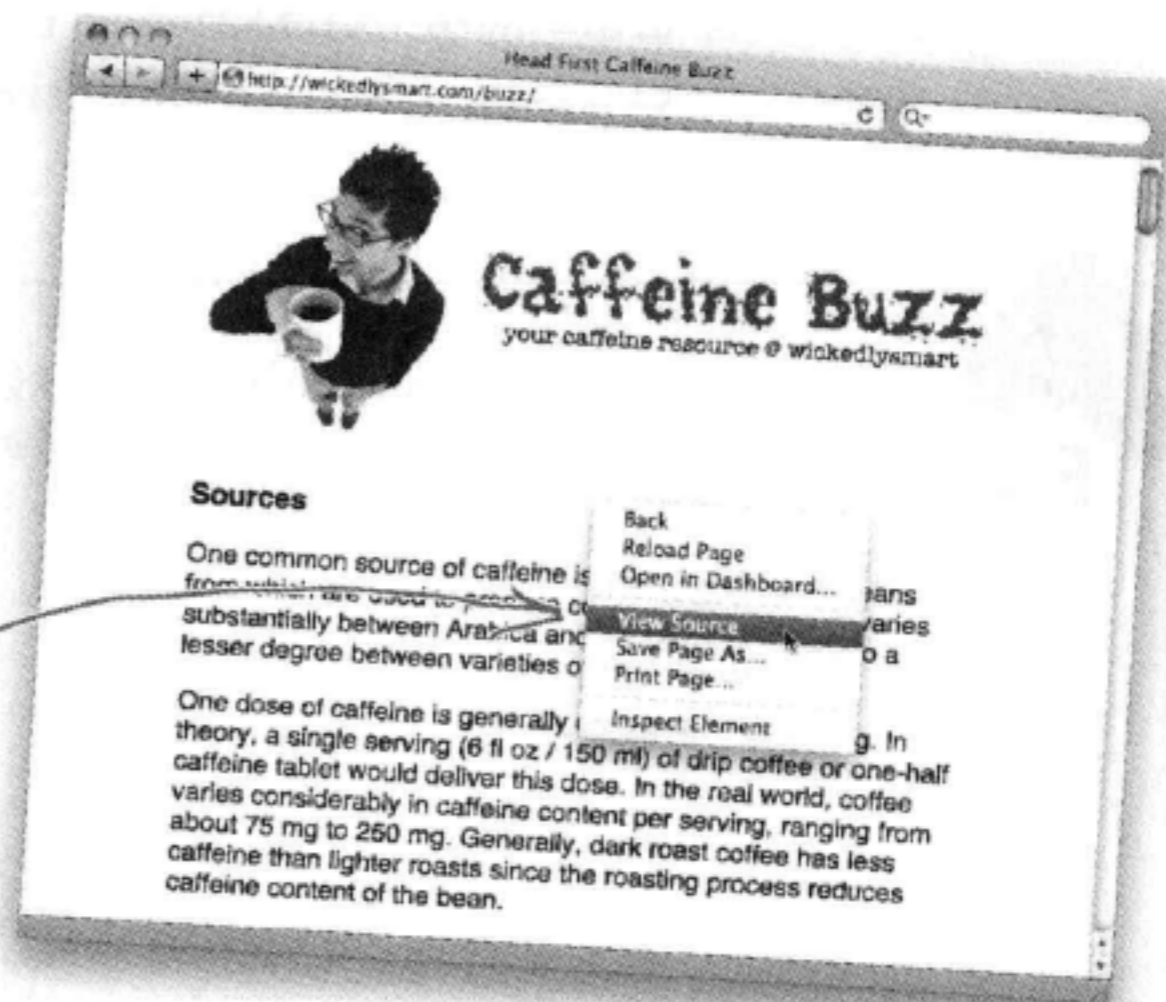 Head First Caffeine Buzz
http://wickedlysmart.com/buzz/
Caffeine Buzz
your caffeine resource @ wickedlysmart
Sources
One common source of caffeine is
eans
from which are used to
varies
substantially between Arabica and
o a
lesser degree between varieties o
Back
Reload Page
Open in Dashboard...
View Source
Save Page As...
Print Page...
Inspect Element
One dose of caffeine is generally
g. In
theory, a single serving (6 fl oz / 150 ml) of drip coffee or one-half
caffeine tablet would deliver this dose. In the real world, coffee
varies considerably in caffeine content per serving, ranging from
about 75 mg to 250 mg. Generally, dark roast coffee has less
caffeine than lighter roasts since the roasting process reduces
caffeine content of the bean.